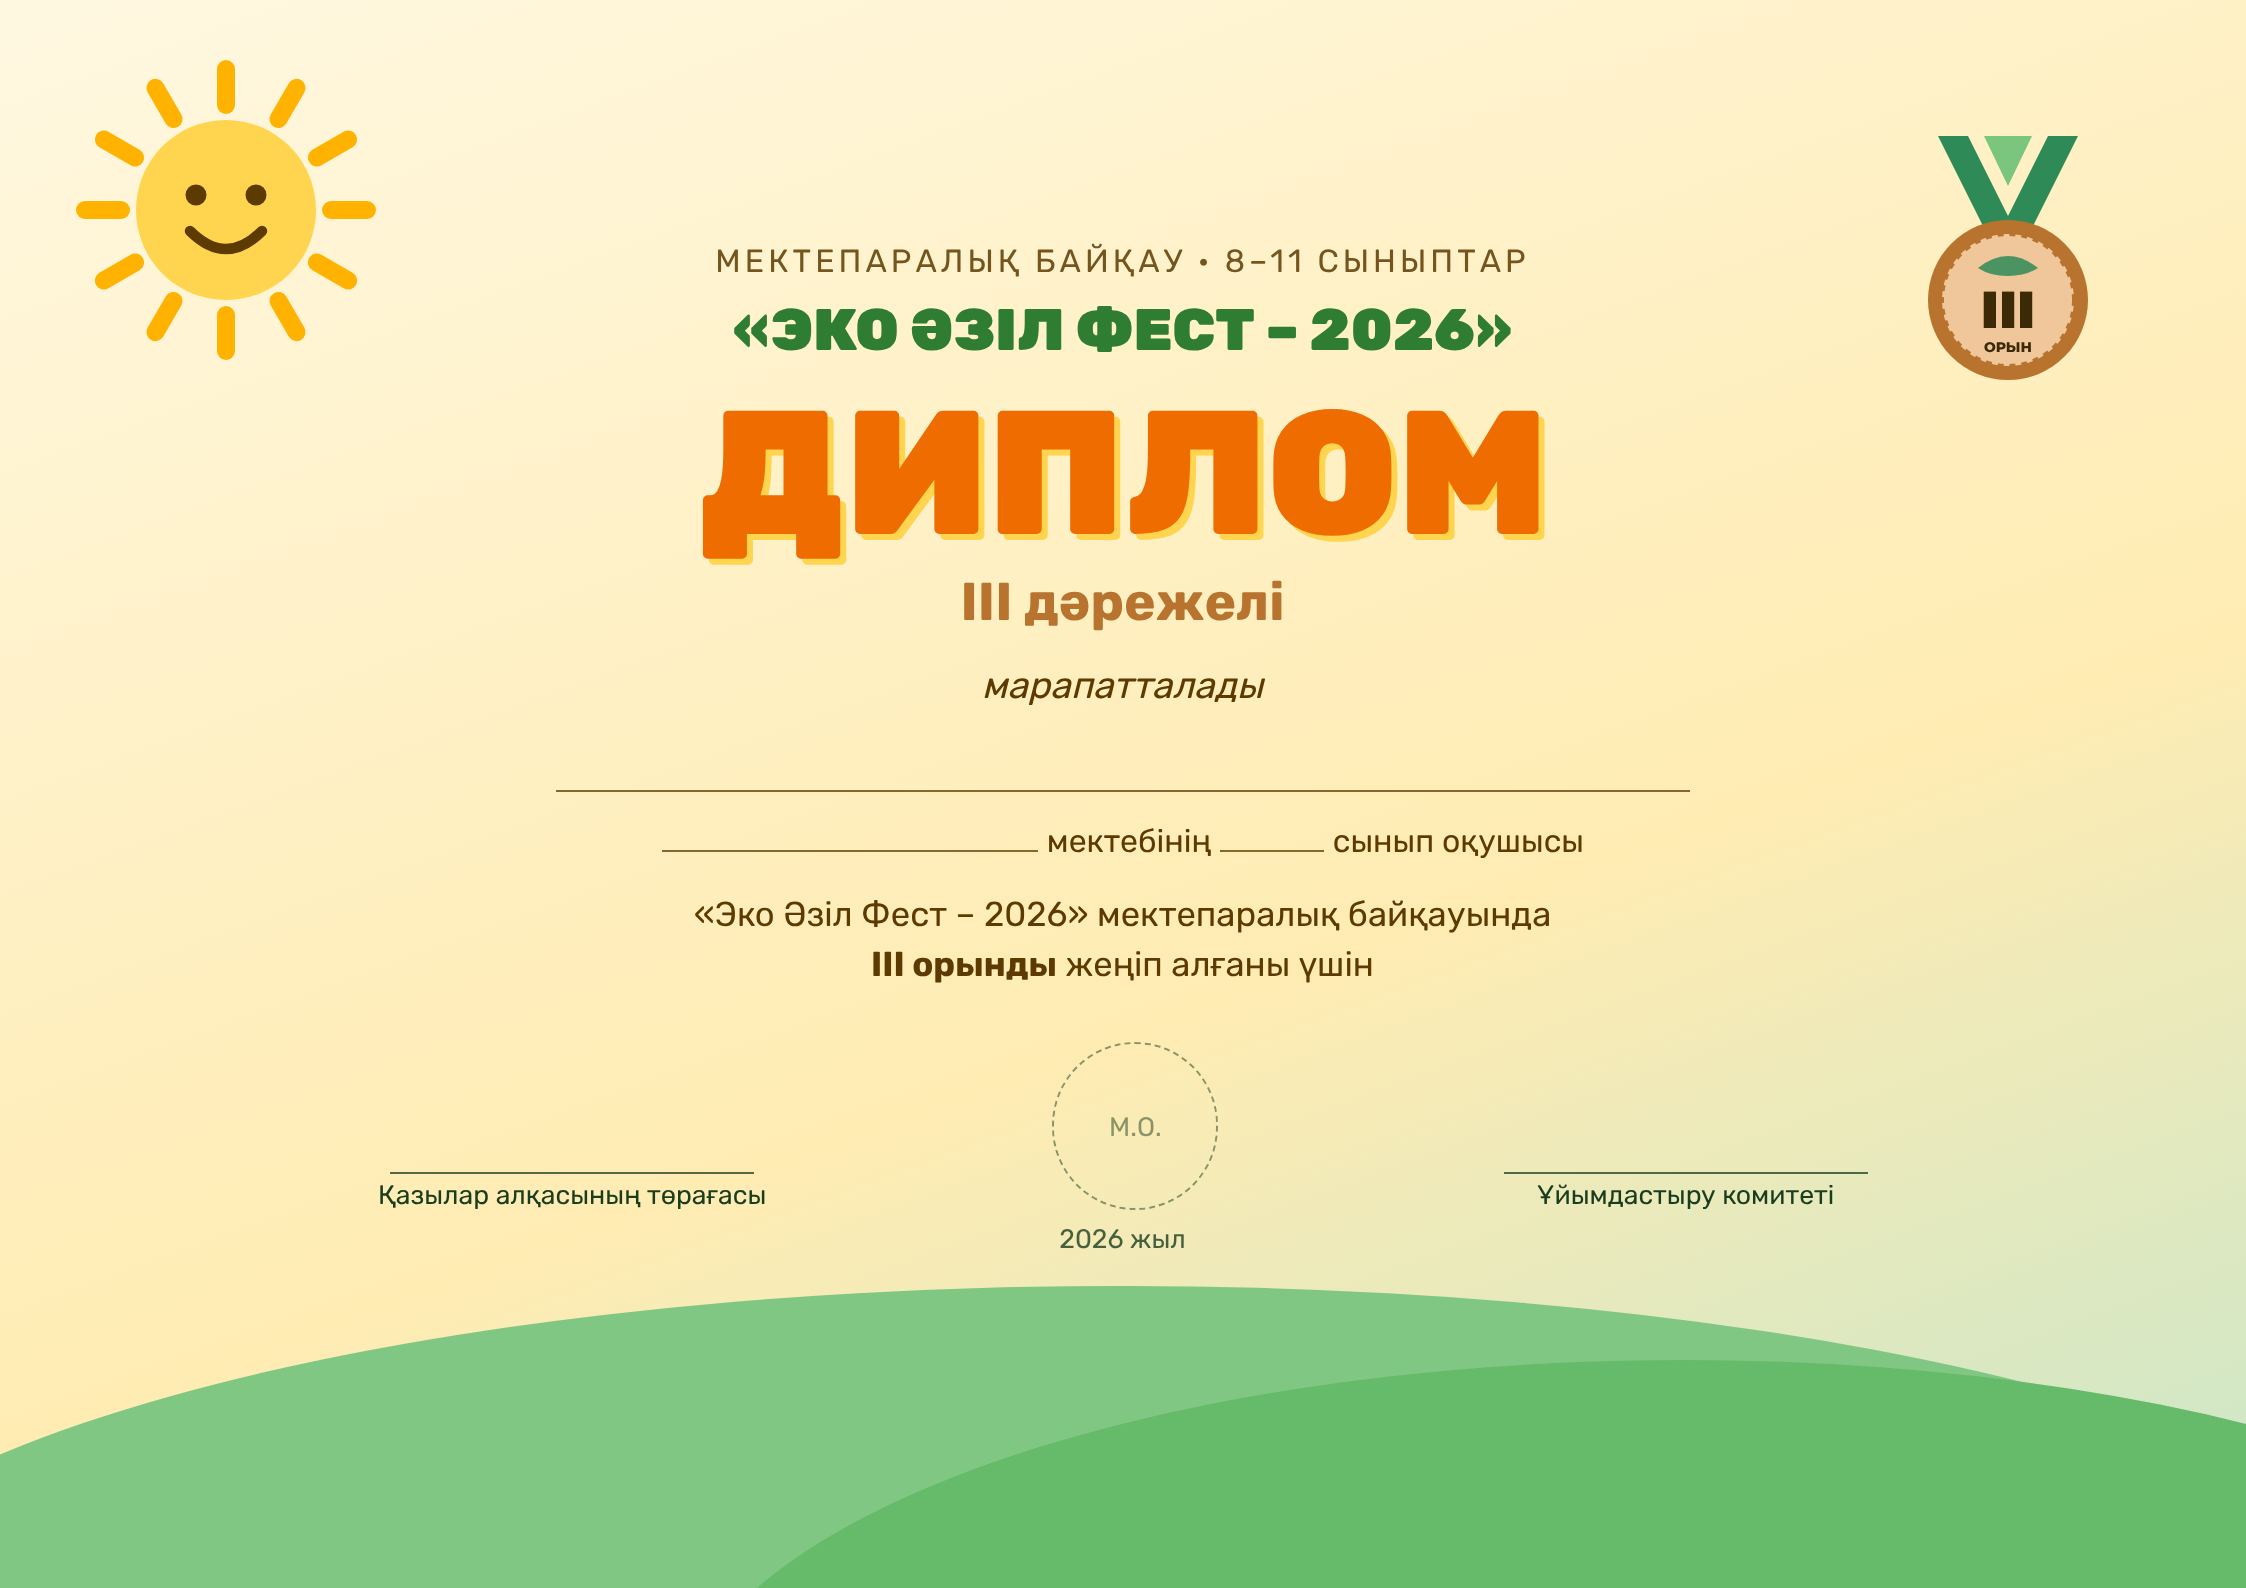 МЕКТЕПАРАЛЫҚ БАЙҚАУ • 8–11 СЫНЫПТАР
«ЭКО ӘЗІЛ ФЕСТ – 2026»
ДИПЛОМ
III
ОРЫН
III дәрежелі
марапатталады
мектебінің сынып оқушысы
«Эко Әзіл Фест – 2026» мектепаралық байқауында
III орынды жеңіп алғаны үшін
М.О.
Қазылар алқасының төрағасы
Ұйымдастыру комитеті
2026 жыл